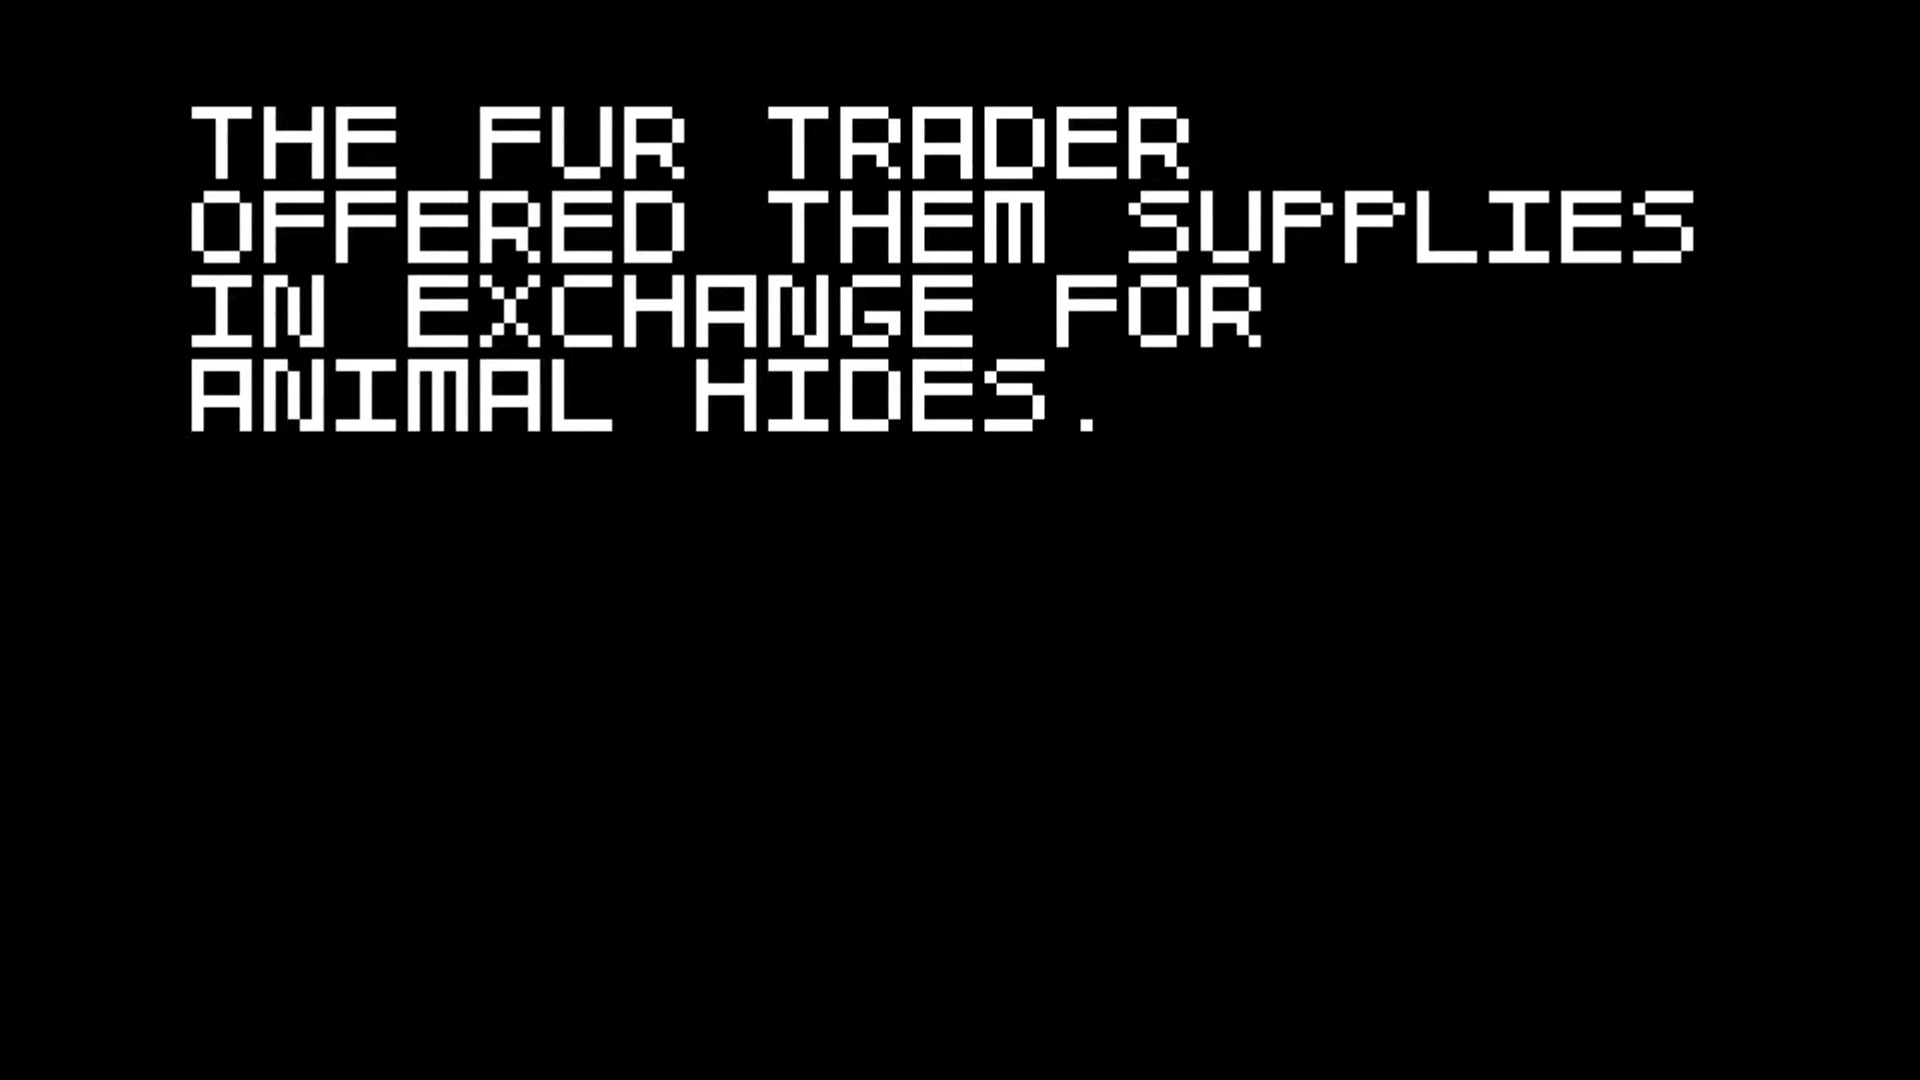 THE FUR TRADER
OFFERED THEM SUPPLIES
IN EXCHANGE FOR
ANIMAL HIDES.